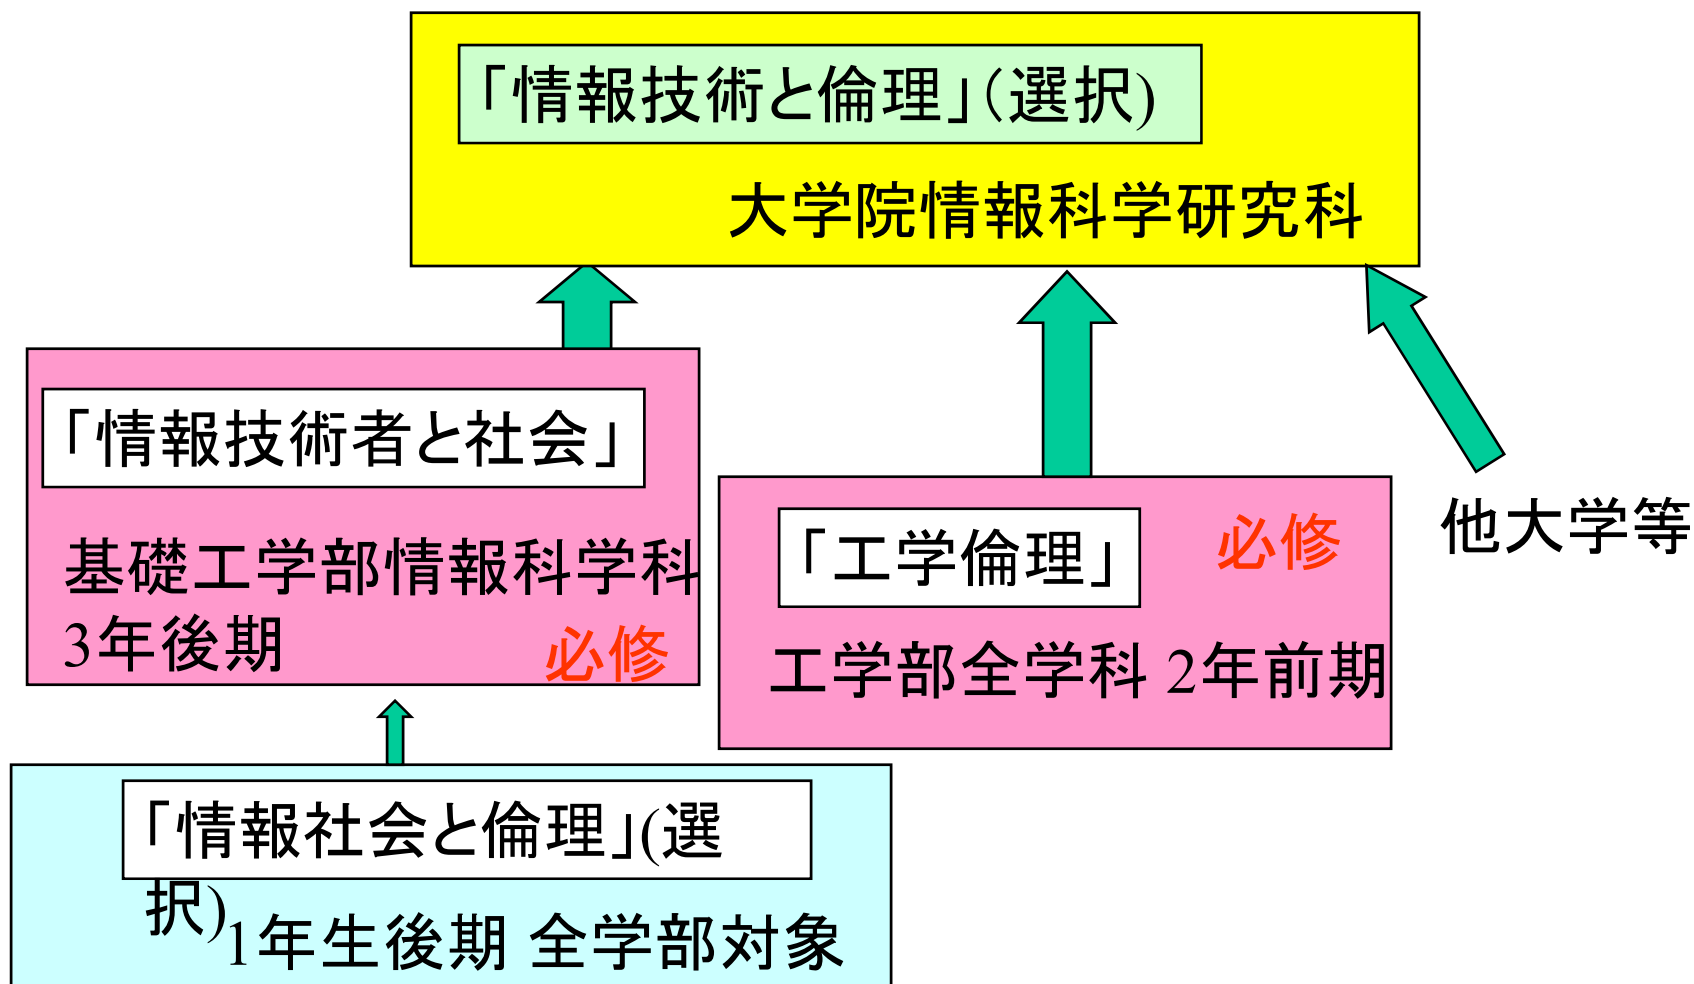 「情報技術と倫理」（選択)
大学院情報科学研究科
「情報技術者と社会」
基礎工学部情報科学科
3年後期
必修
「工学倫理」
必修
工学部全学科 2年前期
他大学等
「情報社会と倫理」(選
択)
1年生後期 全学部対象